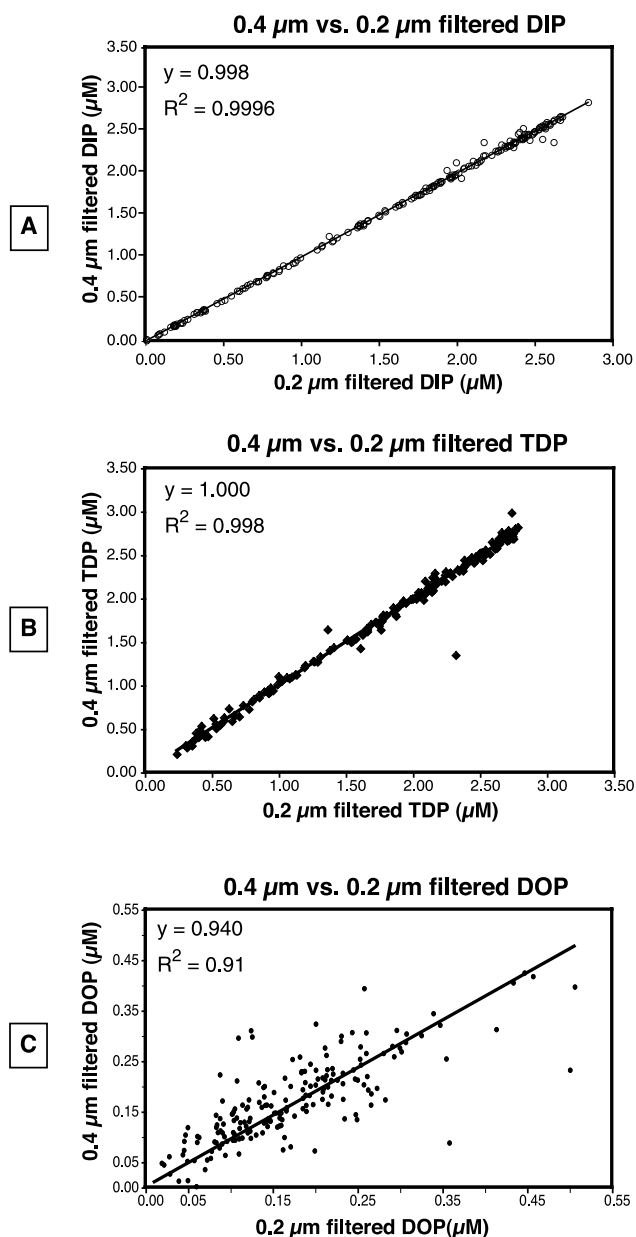 0.4 µm vs. 0.2 µm filtered DIP
3.50
3.00
2.50
2.00
1.50
1.00
0.50
0.00
0.4 µm filtered DIP (µM)
y = 0.998
R² = 0.9996
A
0.00 0.50 1.00 1.50 2.00 2.50 3.00
0.2 µm filtered DIP (µM)
0.4 µm vs. 0.2 µm filtered TDP
3.50
3.00
2.50
2.00
1.50
1.00
0.50
0.00
0.4 µm filtered TDP (µM)
y = 1.000
R² = 0.998
B
0.00 0.50 1.00 1.50 2.00 2.50 3.00 3.50
0.2 µm filtered TDP (µM)
0.4 µm vs. 0.2 µm filtered DOP
0.55
0.45
0.35
0.25
0.15
0.05
0.00
0.4 µm filtered DOP (µM)
y = 0.940
R² = 0.91
C
0.00 0.05 0.15 0.25 0.35 0.45 0.55
0.2 µm filtered DOP(µM)